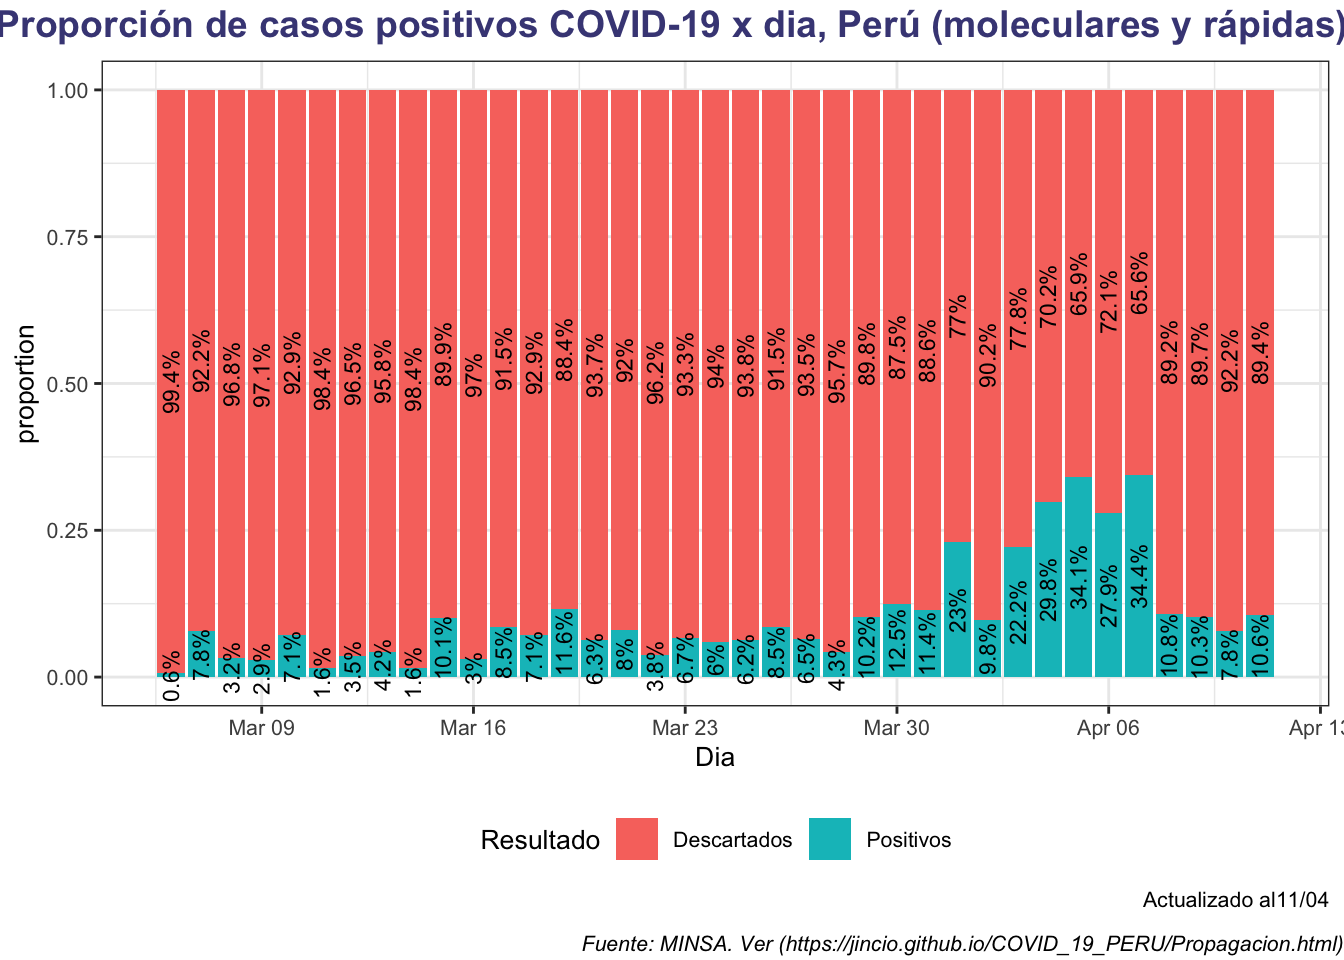 Proporción de casos positivos COVID-19 x dia, Perú (moleculares y rápidas)
proportion
1.00
0.75
0.50
0.25
0.00
99.4% 92.2% 96.8% 97.1% 92.9% 98.4% 96.5% 95.8% 98.4% 89.9% 97% 91.5% 92.9% 88.4% 93.7% 92% 96.2% 93.3% 94% 93.8% 91.5% 93.5% 95.7% 89.8% 87.5% 88.6% 77% 90.2% 77.8% 70.2% 65.9% 72.1% 65.6% 89.2% 89.7% 92.2% 89.4%
0.6% 7.8% 3.2% 2.9% 7.1% 1.6% 3.5% 4.2% 1.6% 10.1% 3% 8.5% 7.1% 11.6% 6.3% 8% 3.8% 6.7% 6% 6.2% 8.5% 6.5% 4.3% 10.2% 12.5% 11.4% 23% 9.8% 22.2% 29.8% 34.1% 27.9% 34.4% 10.8% 10.3% 7.8% 10.6%
Mar 09 Mar 16 Mar 23 Mar 30 Apr 06 Apr 13
Dia
Resultado Descartados Positivos
Actualizado al11/04
Fuente: MINSA. Ver (https://jincio.github.io/COVID_19_PERU/Propagacion.html)